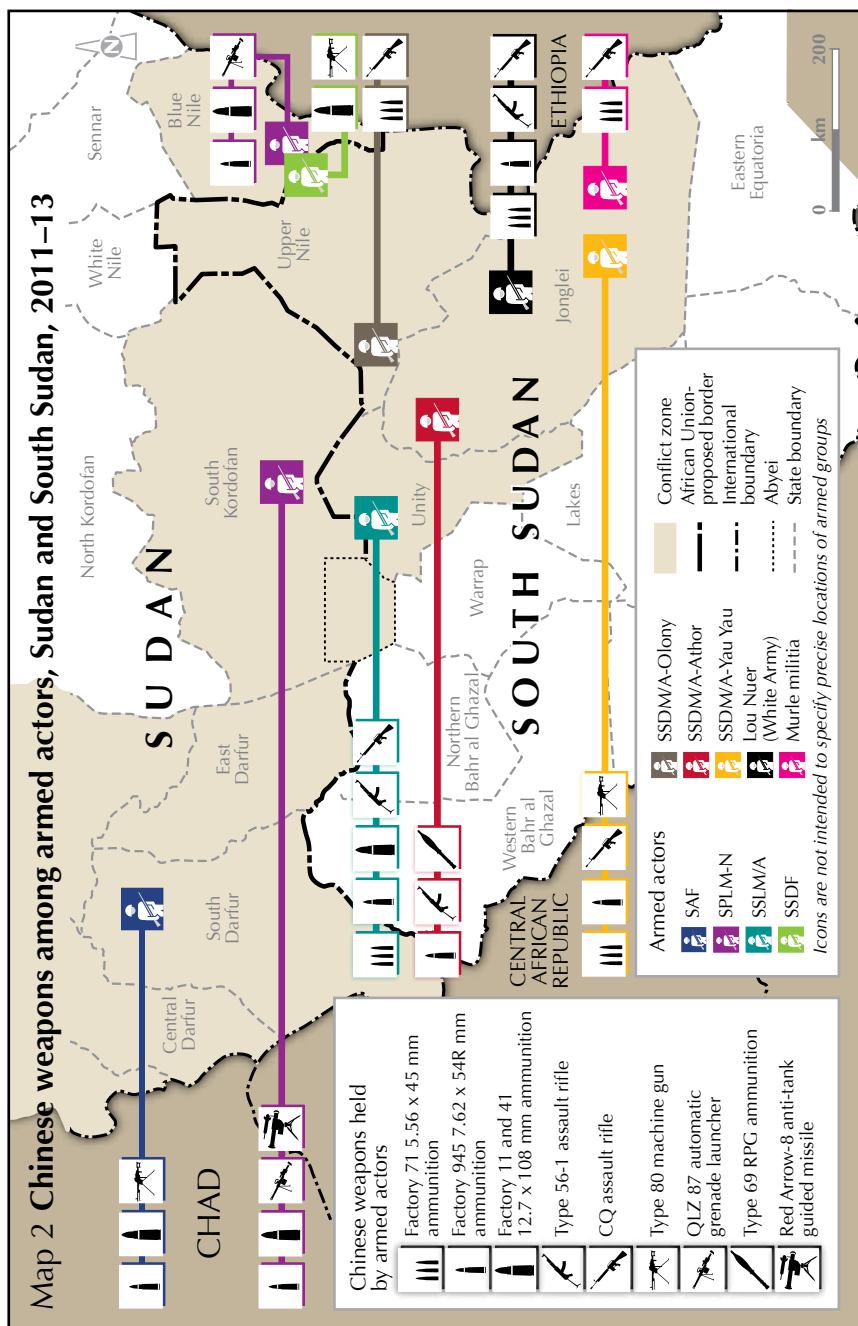 Map 2 Chinese weapons among armed actors, Sudan and South Sudan, 2011–13
N
Sennar
White
Nile
Blue
Nile
North Kordofan
SUDAN
Upper
Nile
South
Kordofan
East
Darfur
South
Darfur
Central
Darfur
CHAD
Unity
Northern
Bahr al Ghazal
Warrap
Western
Bahr al
Ghazal
SOUTH SUDAN
Lakes
Jonglei
ETHIOPIA
Eastern
Equatoria
CENTRAL
AFRICAN
REPUBLIC
0 km 200
Chinese weapons held
by armed actors
Factory 71 5.56 x 45 mm
ammunition
Factory 945 7.62 x 54R mm
ammunition
Factory 11 and 41
12.7 x 108 mm ammunition
Type 56-1 assault rifle
CQ assault rifle
Type 80 machine gun
QLZ 87 automatic
grenade launcher
Type 69 RPG ammunition
Red Arrow-8 anti-tank
guided missile
Armed actors
SAF
SPLM-N
SSLM/A
SSDF
SSDM/A-Olony
SSDM/A-Athor
SSDM/A-Yau Yau
Lou Nuer
(White Army)
Murle militia
Conflict zone
African Union-
proposed border
International
boundary
Abyei
State boundary
Icons are not intended to specify precise locations of armed groups